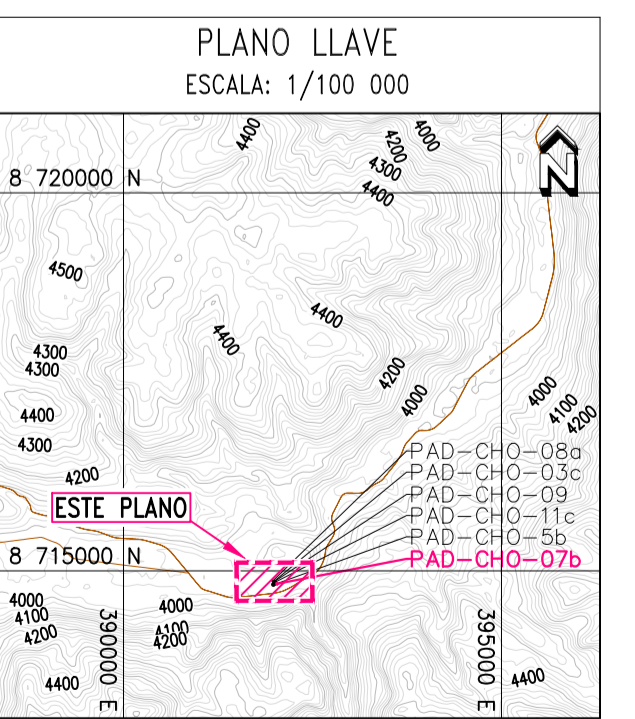 PLANO LLAVE
ESCALA: 1/100 000
4400
4000
4200
4300
4400
N
8 720000 N
4500
4400
4400
4300
4300
4200
4000
4000
4100
4200
4400
4300
PAD-CHO-08a
PAD-CHO-03c
PAD-CHO-09
PAD-CHO-11c
PAD-CHO-5b
PAD-CHO-07b
4200
ESTE PLANO
8 715000 N
4000
4100
4200
4000
4100
4200
390000 E
395000 E
4400
4400